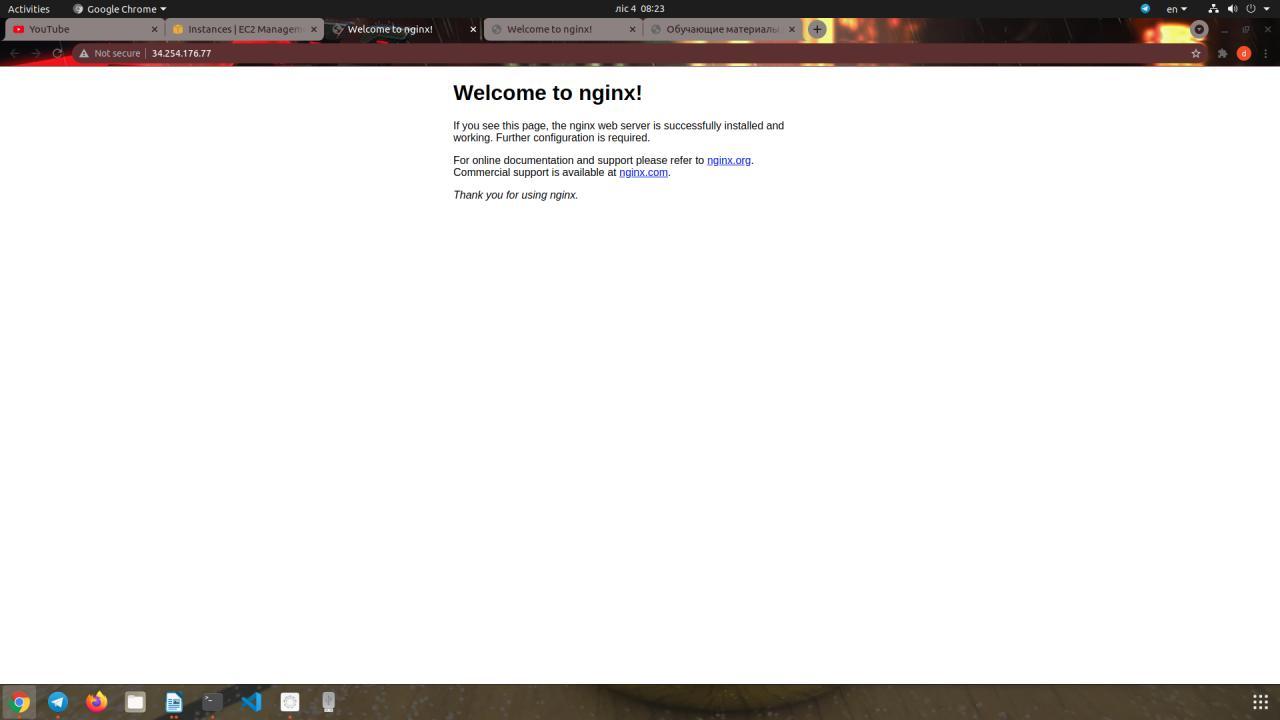 Activities
Google Chrome
ліс 4 08:23
en
YouTube
Instances | EC2 Managem
Welcome to nginx!
Welcome to nginx!
Обучающие материалы
Not secure
34.254.176.77
d
Welcome to nginx!
If you see this page, the nginx web server is successfully installed and
working. Further configuration is required.
For online documentation and support please refer to nginx.org.
Commercial support is available at nginx.com.
Thank you for using nginx.